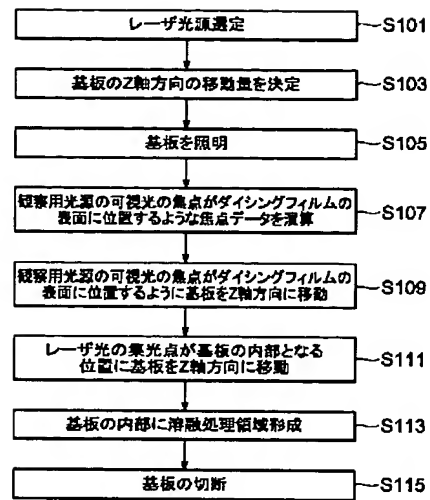 レーザ光源選定
S101
基板のZ軸方向の移動量を決定
S103
基板を照明
S105
観察用光源の可視光の焦点がダイシングフィルムの
表面に位置するような焦点データを演算
S107
観察用光源の可視光の焦点がダイシングフィルムの
表面に位置するように基板をZ軸方向に移動
S109
レーザ光の集光点が基板の内部となる
位置に基板をZ軸方向に移動
S111
基板の内部に溶融処理領域形成
S113
基板の切断
S115